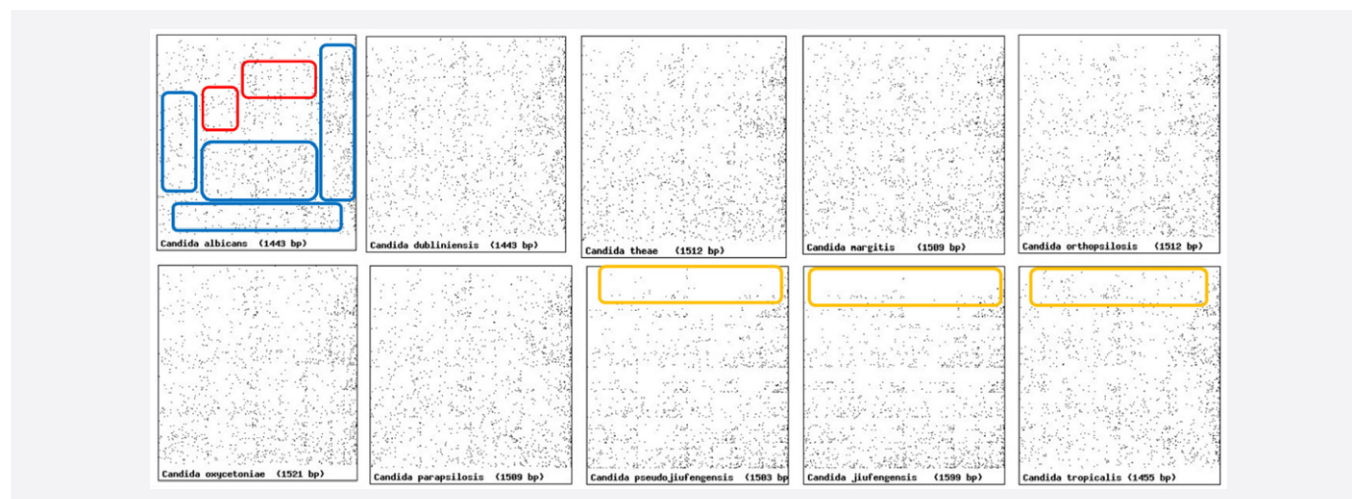 Candida albicans (1443 bp)
Candida dubliniensis (1443 bp)
Candida theae (1512 bp)
Candida margitis (1509 bp)
Candida orthopsilosis (1512 bp)
Candida oxycetoniae (1521 bp)
Candida parapsilosis (1509 bp)
Candida pseudojiufengensis (1503 bp
Candida jiufengensis (1599 bp)
Candida tropicalis (1455 bp)